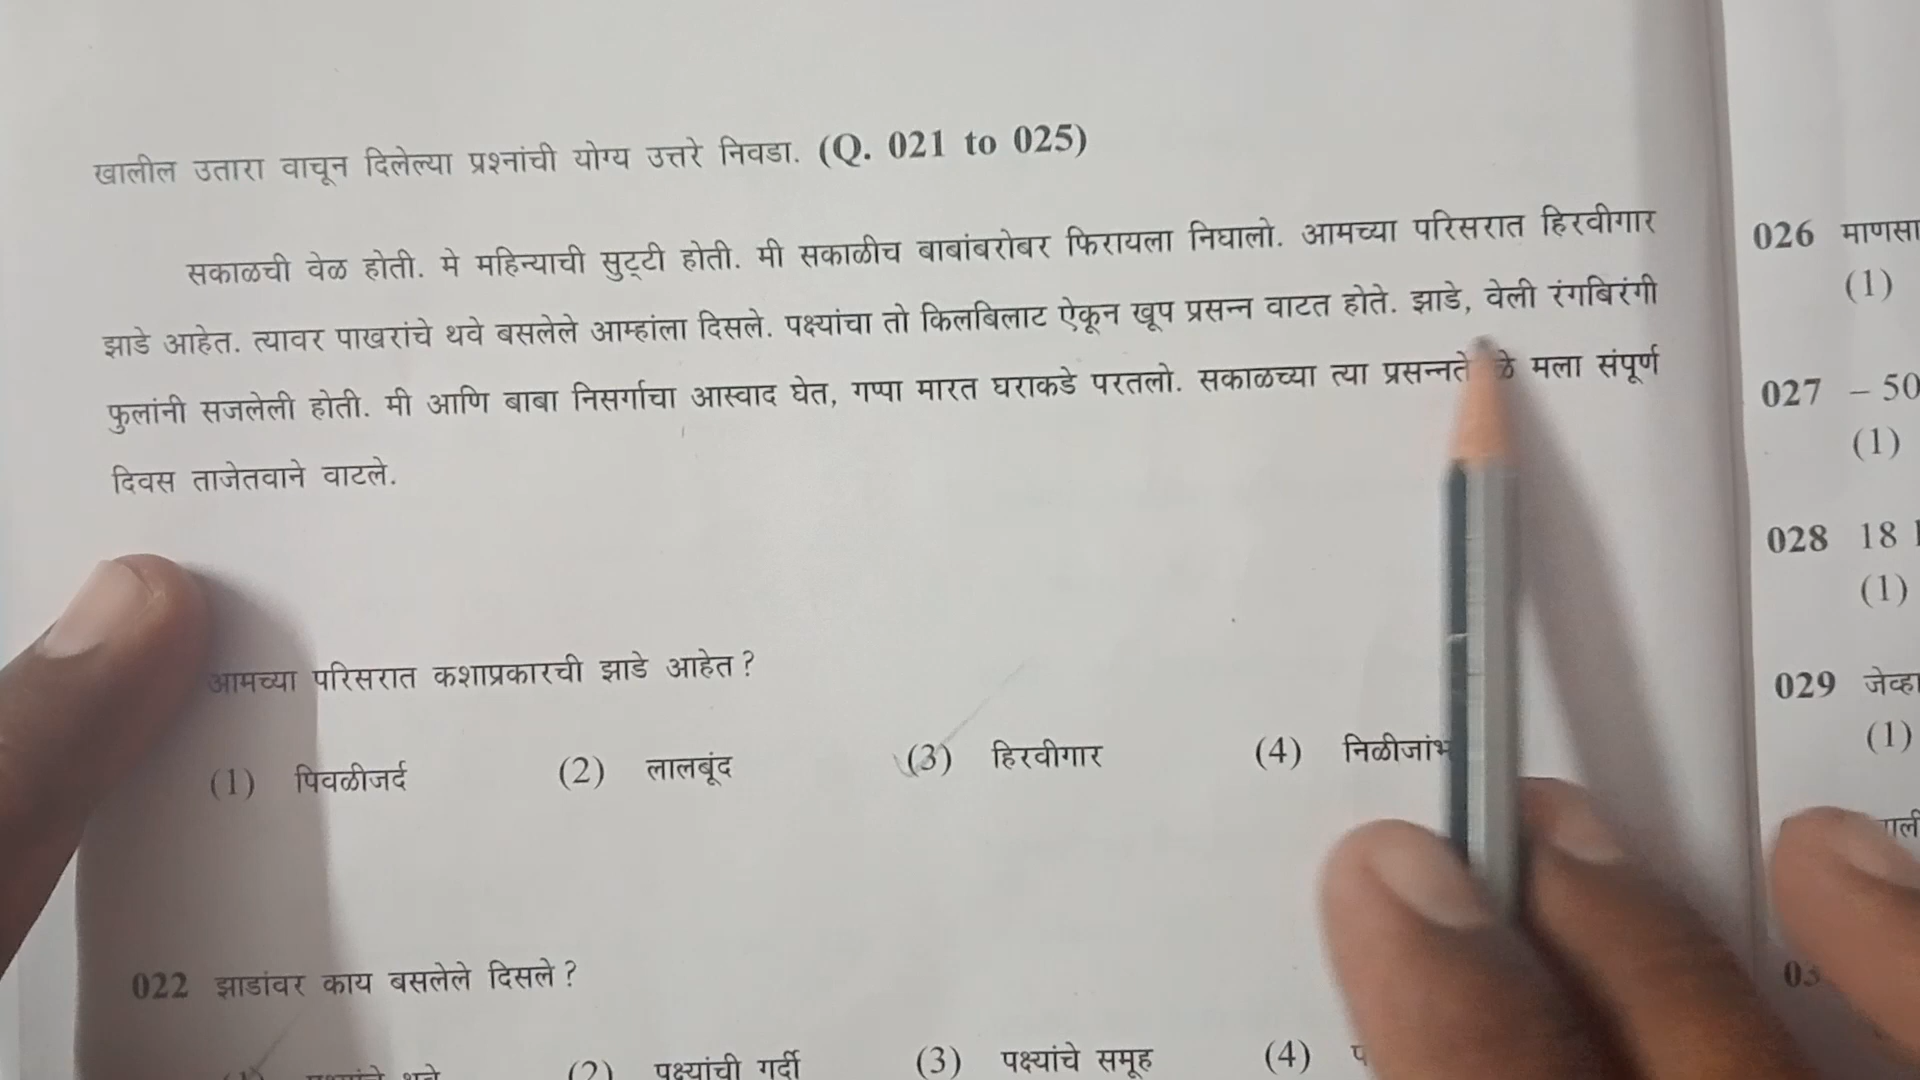 खालील उतारा वाचून दिलेल्या प्रश्नांची योग्य उत्तरे निवडा. (Q. 021 to 025)
सकाळची वेळ होती. मे महिन्याची सुट्टी होती. मी सकाळीच बाबांबरोबर फिरायला निघालो. आमच्या परिसरात हिरवीगार
झाडे आहेत. त्यावर पाखरांचे थवे बसलेले आम्हांला दिसले. पक्ष्यांचा तो किलबिलाट ऐकून खूप प्रसन्न वाटत होते. झाडे, वेली रंगबिरंगी
फुलांनी सजलेली होती. मी आणि बाबा निसर्गाचा आस्वाद घेत, गप्पा मारत घराकडे परतलो. सकाळच्या त्या मला संपूर्ण
दिवस ताजेतवाने वाटले.
आमच्या परिसरात कशाप्रकारची झाडे आहेत?
(1) पिवळीजर्द (2) लालबूंद (3) हिरवीगार (4)
022 झाडांवर काय बसलेले दिसले?
(2) पक्ष्यांची गर्दी (3) पक्ष्यांचे समूह (4)
026 माणसा
(1)
027 – 50
(1)
028 18
(1)
029 जेव्हा
(1)